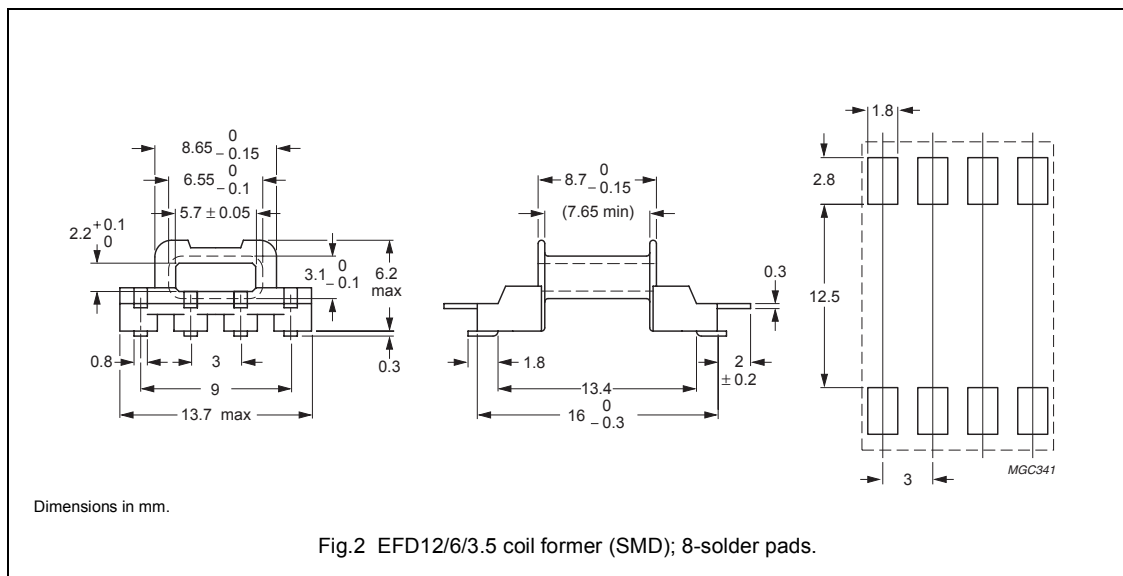 8.65 0 − 0.15
6.55 0 − 0.1
5.7 ± 0.05
2.2 +0.1 0
3.1 0 − 0.1
6.2 max
0.8
3
0.3
9
13.7 max
8.7 0 − 0.15
(7.65 min)
0.3
1.8
2 ± 0.2
13.4
16 0 − 0.3
1.8
2.8
12.5
3
MGC341
Dimensions in mm.
Fig.2 EFD12/6/3.5 coil former (SMD); 8-solder pads.